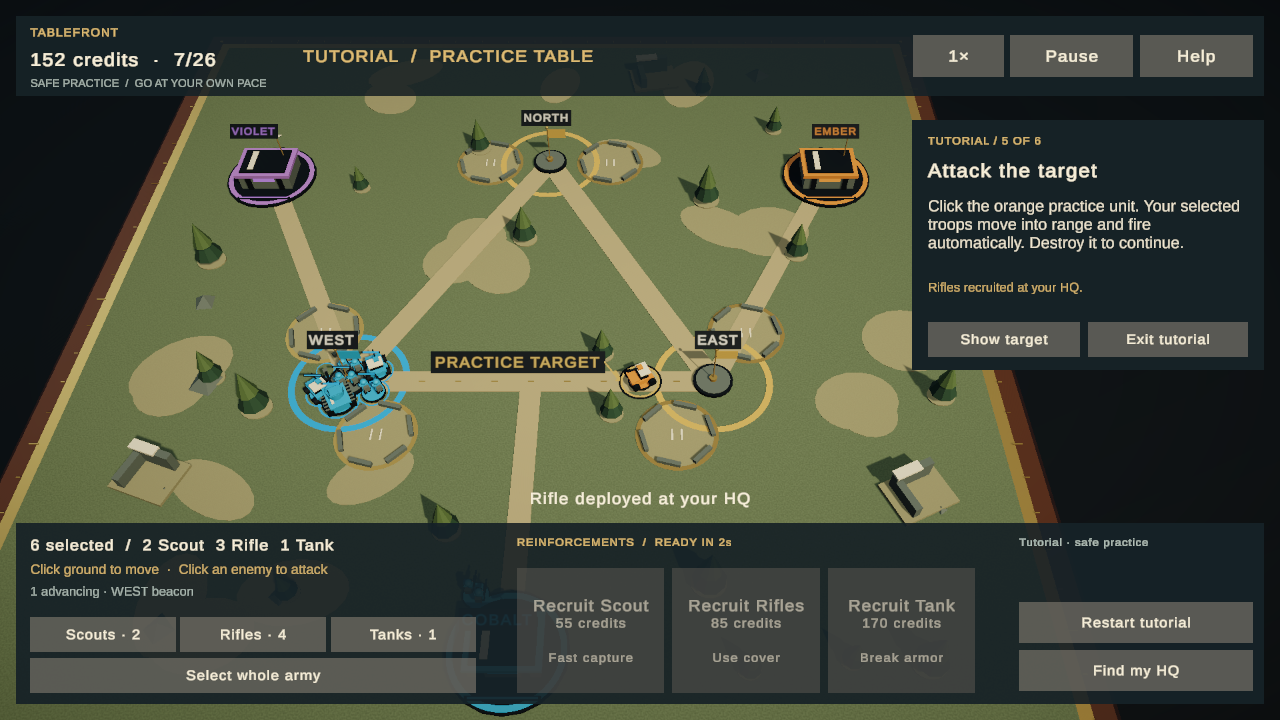 TABLEFRONT
152 credits · 7/26
SAFE PRACTICE / GO AT YOUR OWN PACE
TUTORIAL / PRACTICE TABLE
1×
Pause
Help
VIOLET
NORTH
EMBER
TUTORIAL / 5 OF 6
Attack the target
Click the orange practice unit. Your selected
troops move into range and fire
automatically. Destroy it to continue.
Rifles recruited at your HQ.
Show target
Exit tutorial
WEST
PRACTICE TARGET
EAST
Rifle deployed at your HQ
6 selected / 2 Scout 3 Rifle 1 Tank
Click ground to move · Click an enemy to attack
1 advancing · WEST beacon
Scouts · 2
Rifles · 4
Tanks · 1
Select whole army
COBALT
REINFORCEMENTS / READY IN 2s
Recruit Scout
55 credits
Fast capture
Recruit Rifles
85 credits
Use cover
Recruit Tank
170 credits
Break armor
Tutorial · safe practice
Restart tutorial
Find my HQ